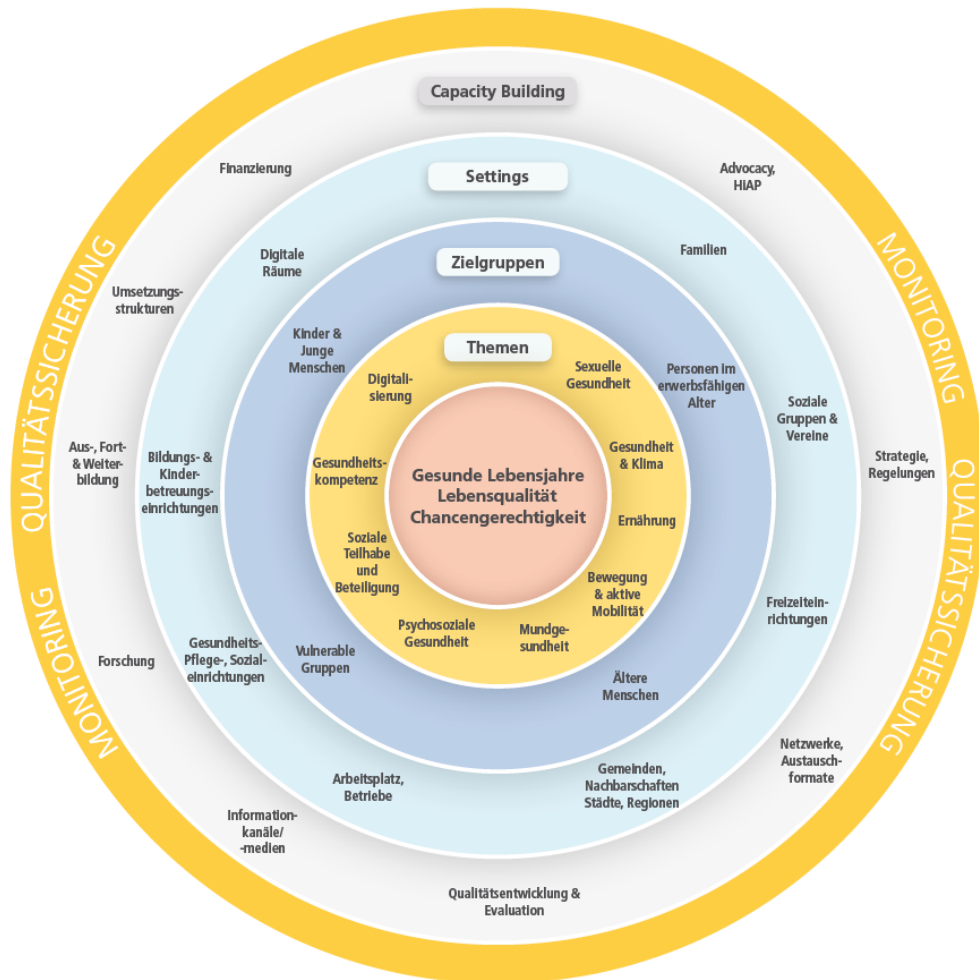 Capacity Building
Finanzierung
Advocacy,
HIAP
Umsetzungs-
strukturen
Aus-, Fort-
& Weiter-
bildung
Strategie,
Regelungen
Forschung
Netzwerke,
Austausch-
formate
Information-
kanäle/
-medien
Qualitätsentwicklung &
Evaluation
Settings
Digitale
Räume
Familien
Bildungs- &
Kinder-
betreuungs-
einrichtungen
Soziale
Gruppen &
Vereine
Gesundheits-
Pflege-, Sozial-
einrichtungen
Freizeitein-
richtungen
Arbeitsplatz,
Betriebe
Gemeinden,
Nachbarschaften
Städte, Regionen
Zielgruppen
Kinder &
Junge
Menschen
Personen im
erwerbsfähigen
Alter
Vulnerable
Gruppen
Ältere
Menschen
Themen
Digitali-
sierung
Sexuelle
Gesundheit
Gesundheits-
kompetenz
Gesundheit
& Klima
Ernährung
Soziale
Teilhabe
und
Beteiligung
Bewegung
& aktive
Mobilität
Psychosoziale
Gesundheit
Mundge-
sundheit
Gesunde Lebensjahre
Lebensqualität
Chancengerechtigkeit
QUALITÄTSSICHERUNG
MONITORING
MONITORING
QUALITÄTSSICHERUNG